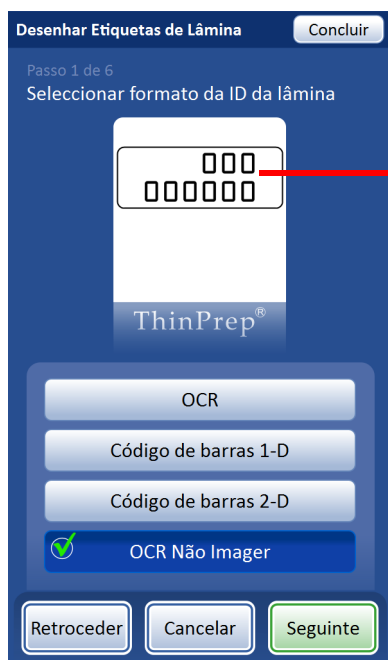 Desenhar Etiquetas de Lâmina
Concluir
Passo 1 de 6
Seleccionar formato da ID da lâmina
000
000000
ThinPrep®
OCR
Código de barras 1-D
Código de barras 2-D
OCR Não Imager
Retroceder
Cancelar
Seguinte